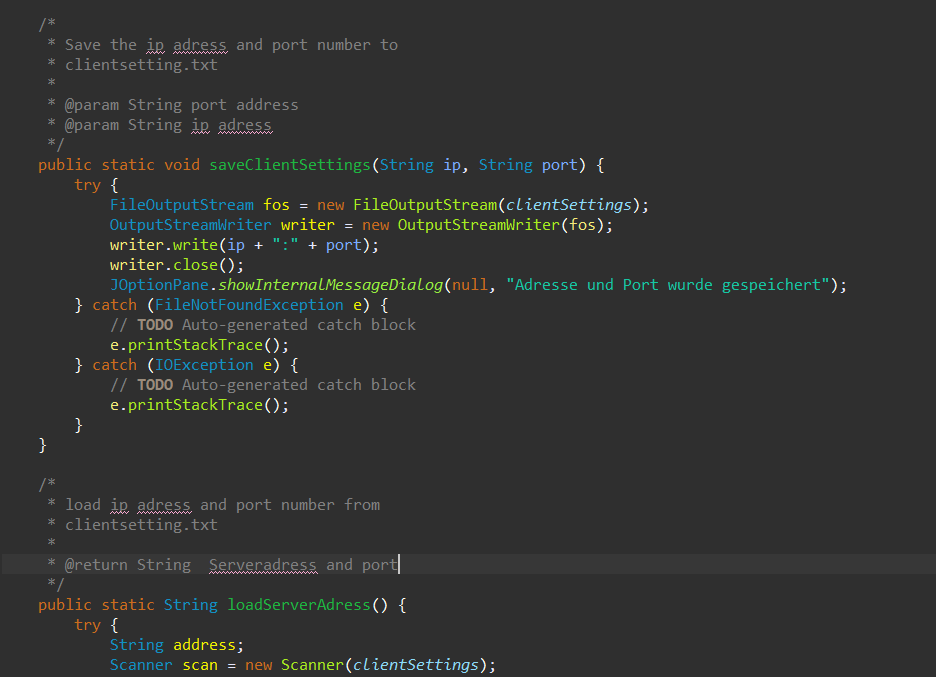 /*
 * Save the ip adress and port number to
 * clientsetting.txt
 *
 * @param String port address
 * @param String ip adress
 */
public static void saveClientSettings(String ip, String port) {
    try {
        FileOutputStream fos = new FileOutputStream(clientSettings);
        OutputStreamWriter writer = new OutputStreamWriter(fos);
        writer.write(ip + ":" + port);
        writer.close();
        JOptionPane.showInternalMessageDialog(null, "Adresse und Port wurde gespeichert");
    } catch (FileNotFoundException e) {
        // TODO Auto-generated catch block
        e.printStackTrace();
    } catch (IOException e) {
        // TODO Auto-generated catch block
        e.printStackTrace();
    }
}

/*
 * load ip adress and port number from
 * clientsetting.txt
 *
 * @return String  Serveradress and port
 */
public static String loadServerAdress() {
    try {
        String address;
        Scanner scan = new Scanner(clientSettings);